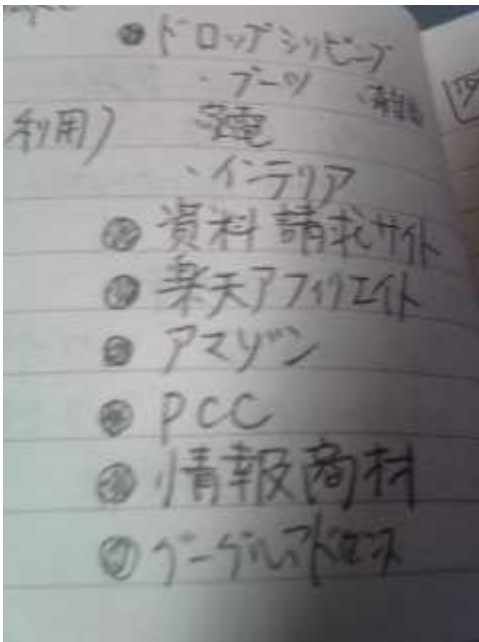 ドロップシッピング
・ブーツ
利用) 家電
・インテリア
資料請求サイト
楽天アフィリエイト
アマゾン
PCC
情報商材
グーグルアドセンス